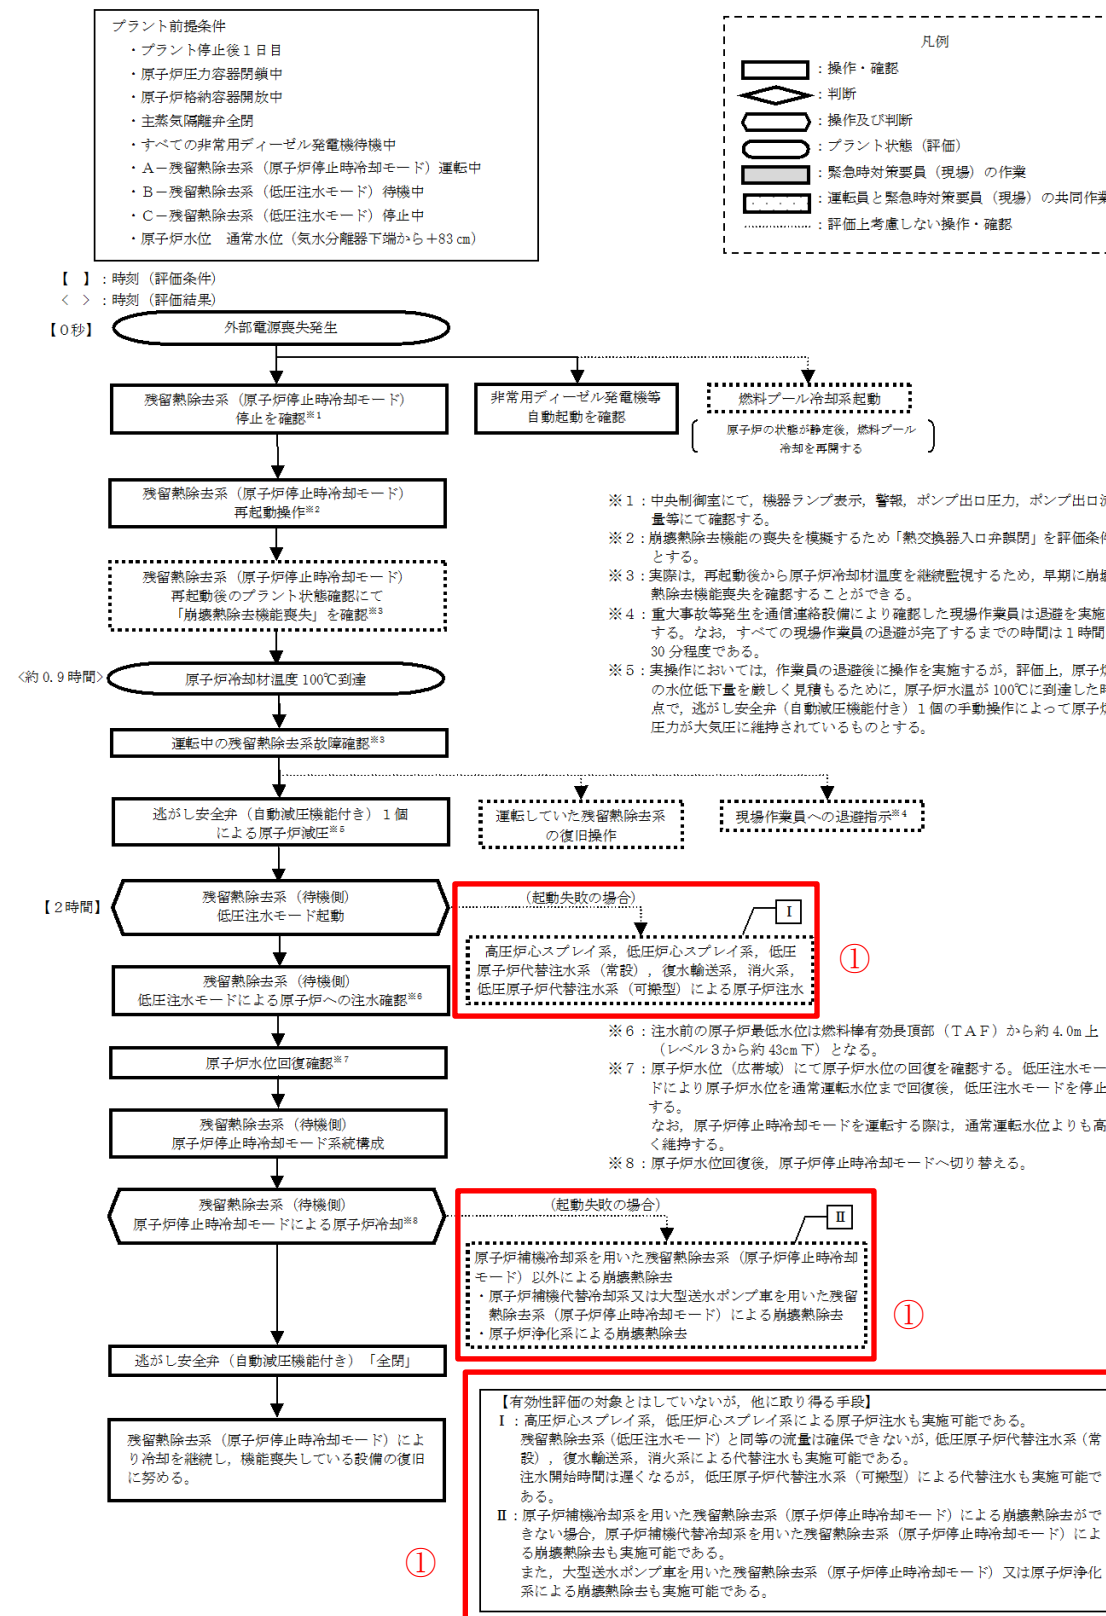 プラント前提条件
・プラント停止後1日目
・原子炉圧力容器閉鎖中
・原子炉格納容器開放中
・主蒸気隔離弁全閉
・すべての非常用ディーゼル発電機待機中
・A－残留熱除去系（原子炉停止時冷却モード）運転中
・B－残留熱除去系（低圧注水モード）待機中
・C－残留熱除去系（低圧注水モード）停止中
・原子炉水位　通常水位（気水分離器下端から＋83 cm）
凡例
：操作・確認
：判断
：操作及び判断
：プラント状態（評価）
：緊急時対策要員（現場）の作業
：運転員と緊急時対策要員（現場）の共同作業
：評価上考慮しない操作・確認
【　】：時刻（評価条件）
＜　＞：時刻（評価結果）
【0秒】
外部電源喪失発生
残留熱除去系（原子炉停止時冷却モード）
停止を確認※1
非常用ディーゼル発電機等
自動起動を確認
燃料プール冷却系起動
原子炉の状態が静定後，燃料プール
冷却を再開する
残留熱除去系（原子炉停止時冷却モード）
再起動操作※2
残留熱除去系（原子炉停止時冷却モード）
再起動後のプラント状態確認にて
「崩壊熱除去機能喪失」を確認※3
※1：中央制御室にて，機器ランプ表示，警報，ポンプ出口圧力，ポンプ出口流
量等にて確認する。
※2：崩壊熱除去機能の喪失を模擬するため「熱交換器入口弁誤閉」を評価条件
とする。
※3：実際は，再起動後から原子炉冷却材温度を継続監視するため，早期に崩壊
熱除去機能喪失を確認することができる。
※4：重大事故等発生を通信連絡設備により確認した現場作業員は退避を実施
する。なお，すべての現場作業員の退避が完了するまでの時間は1時間
30分程度である。
※5：実操作においては，作業員の退避後に操作を実施するが，評価上，原子炉
の水位低下量を厳しく見積もるために，原子炉水温が100℃に到達した時
点で，逃がし安全弁（自動減圧機能付き）1個の手動操作によって原子炉
圧力が大気圧に維持されているものとする。
＜約0.9時間＞
原子炉冷却材温度100℃到達
運転中の残留熱除去系故障確認※3
逃がし安全弁（自動減圧機能付き）1個
による原子炉減圧※5
運転していた残留熱除去系
の復旧操作
現場作業員への退避指示※4
【2時間】
残留熱除去系（待機側）
低圧注水モード起動
（起動失敗の場合）
Ⅰ
高圧炉心スプレイ系，低圧炉心スプレイ系，低圧
原子炉代替注水系（常設），復水輸送系，消火系，
低圧原子炉代替注水系（可搬型）による原子炉注水
①
残留熱除去系（待機側）
低圧注水モードによる原子炉への注水確認※6
原子炉水位回復確認※7
残留熱除去系（待機側）
原子炉停止時冷却モード系統構成
※6：注水前の原子炉最低水位は燃料棒有効長頂部（TAF）から約4.0m上
（レベル3から約43cm下）となる。
※7：原子炉水位（広帯域）にて原子炉水位の回復を確認する。低圧注水モー
ドにより原子炉水位を通常運転水位まで回復後，低圧注水モードを停止
する。
なお，原子炉停止時冷却モードを運転する際は，通常運転水位よりも高
く維持する。
※8：原子炉水位回復後，原子炉停止時冷却モードへ切り替える。
残留熱除去系（待機側）
原子炉停止時冷却モードによる原子炉冷却※8
（起動失敗の場合）
Ⅱ
原子炉補機冷却系を用いた残留熱除去系（原子炉停止時冷却
モード）以外による崩壊熱除去
・原子炉補機代替冷却系又は大型送水ポンプ車を用いた残留
熱除去系（原子炉停止時冷却モード）による崩壊熱除去
・原子炉浄化系による崩壊熱除去
①
逃がし安全弁（自動減圧機能付き）「全閉」
残留熱除去系（原子炉停止時冷却モード）によ
り冷却を継続し，機能喪失している設備の復旧
に努める。
①
【有効性評価の対象とはしていないが，他に取り得る手段】
Ⅰ：高圧炉心スプレイ系，低圧炉心スプレイ系による原子炉注水も実施可能である。
残留熱除去系（低圧注水モード）と同等の流量は確保できないが，低圧原子炉代替注水系（常
設），復水輸送系，消火系による代替注水も実施可能である。
注水開始時間は遅くなるが，低圧原子炉代替注水系（可搬型）による代替注水も実施可能で
ある。
Ⅱ：原子炉補機冷却系を用いた残留熱除去系（原子炉停止時冷却モード）による崩壊熱除去がで
きない場合，原子炉補機代替冷却系を用いた残留熱除去系（原子炉停止時冷却モード）によ
る崩壊熱除去も実施可能である。
また，大型送水ポンプ車を用いた残留熱除去系（原子炉停止時冷却モード）又は原子炉浄化
系による崩壊熱除去も実施可能である。